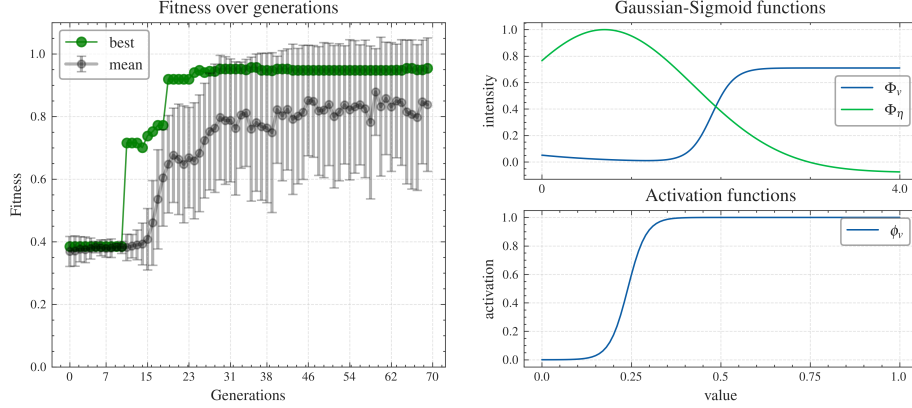 Fitness over generations
Fitness
1.0
0.8
0.6
0.4
0.2
0.0
best
mean
0 7 15 23 31 38 46 54 62 70
Generations
Gaussian-Sigmoid functions
intensity
1.0
0.8
0.6
0.4
0.2
0.0
Φᵥ
Φη
0 4.0
Activation functions
activation
1.0
0.8
0.6
0.4
0.2
0.0
ϕᵥ
0.0 0.25 0.5 0.75 1.0
value